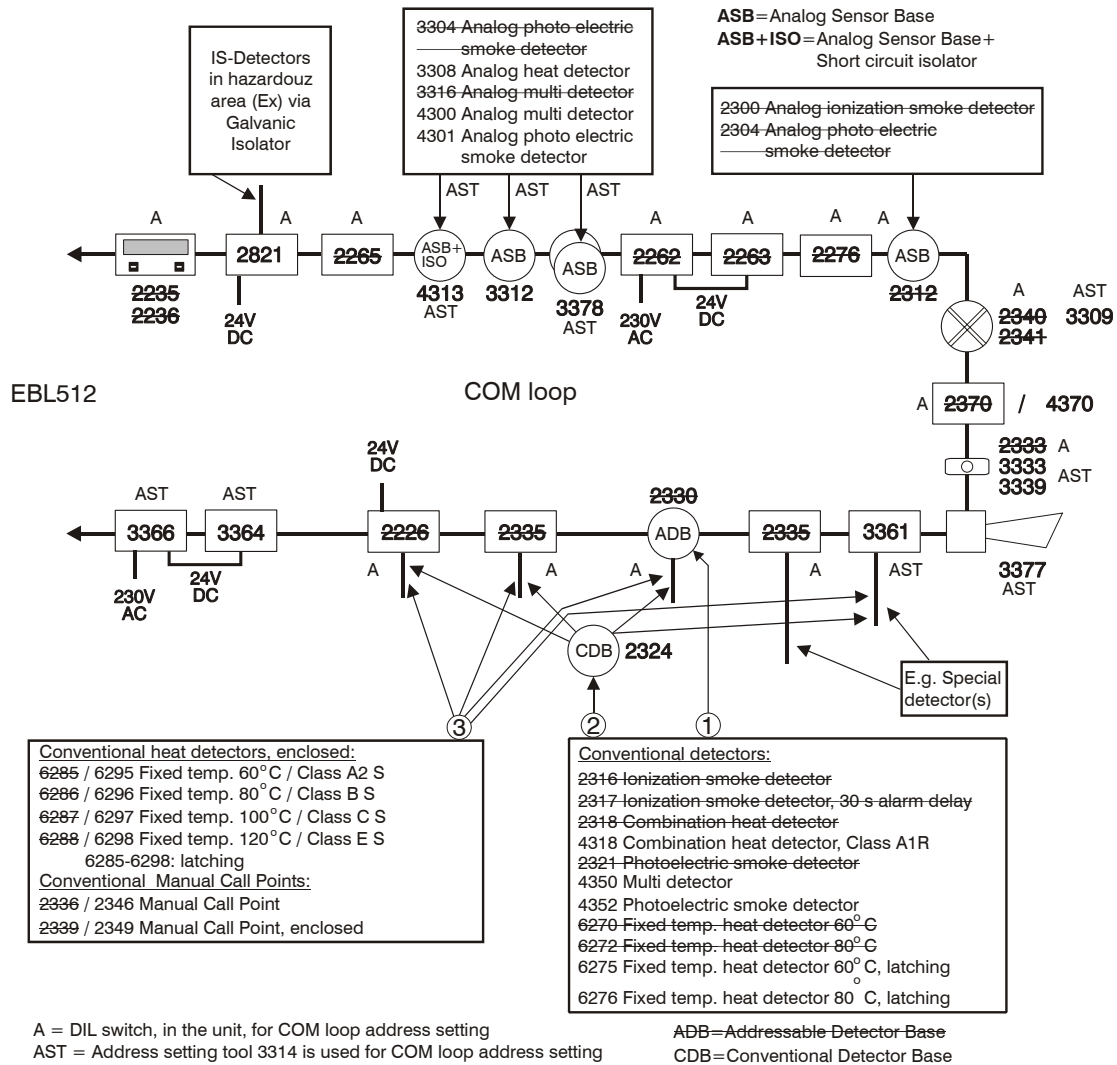 ASB=Analog Sensor Base
ASB+ISO=Analog Sensor Base+
Short circuit isolator
IS-Detectors
in hazardouz
area (Ex) via
Galvanic
Isolator
3304 Analog photo electric
smoke detector
3308 Analog heat detector
3316 Analog multi detector
4300 Analog multi detector
4301 Analog photo electric
smoke detector
2300 Analog ionization smoke detector
2304 Analog photo electric
smoke detector
AST AST AST
A A A A A A A
2821 2265 ASB+
ISO ASB ASB 2262 2263 2276 ASB
2235
2236
24V
DC
4313
AST
3312
3378
AST
230V
AC
24V
DC
2312
A AST
2340 3309
2341
EBL512
COM loop
A 2370 / 4370
2333 A
3333
3339 AST
24V
DC
AST AST
2330
3366 3364 2226 2335 ADB 2335 3361
A A A A AST
3377
AST
24V
DC
230V
AC
CDB 2324
E.g. Special
detector(s)
3 2 1
Conventional heat detectors, enclosed:
6285 / 6295 Fixed temp. 60°C / Class A2 S
6286 / 6296 Fixed temp. 80°C / Class B S
6287 / 6297 Fixed temp. 100°C / Class C S
6288 / 6298 Fixed temp. 120°C / Class E S
6285-6298: latching
Conventional Manual Call Points:
2336 / 2346 Manual Call Point
2339 / 2349 Manual Call Point, enclosed
Conventional detectors:
2316 Ionization smoke detector
2317 Ionization smoke detector, 30 s alarm delay
2318 Combination heat detector
4318 Combination heat detector, Class A1R
2321 Photoelectric smoke detector
4350 Multi detector
4352 Photoelectric smoke detector
6270 Fixed temp. heat detector 60°C
6272 Fixed temp. heat detector 80°C
6275 Fixed temp. heat detector 60°C, latching
6276 Fixed temp. heat detector 80°C, latching
A = DIL switch, in the unit, for COM loop address setting
AST = Address setting tool 3314 is used for COM loop address setting
ADB=Addressable Detector Base
CDB=Conventional Detector Base